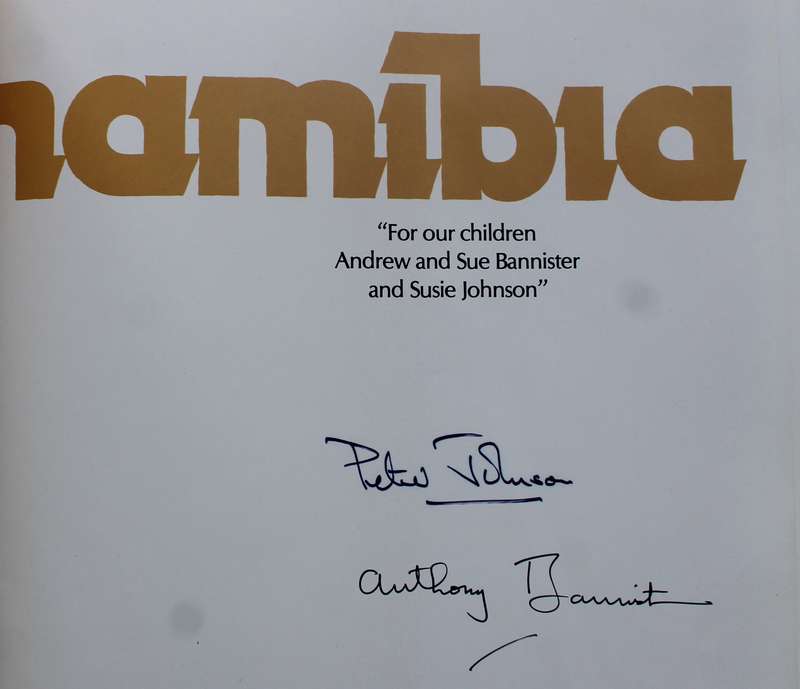 namibia
“For our children
Andrew and Sue Bannister
and Susie Johnson”
Peter Johnson
Anthony Bannister